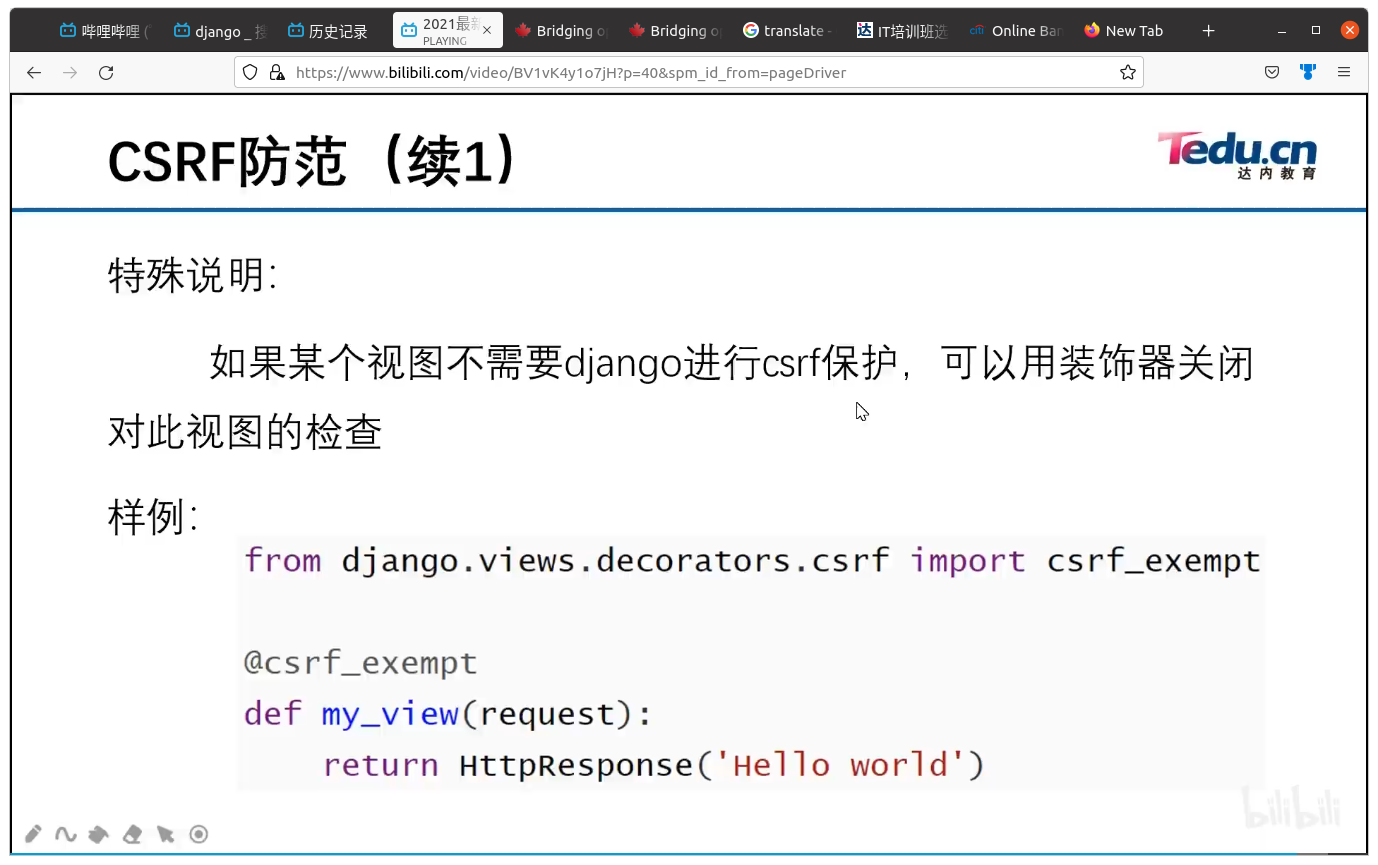 哔哩哔哩 (
django _ 搜
历史记录
2021最新
PLAYING
Bridging o
Bridging o
translate -
IT培训班选
citi
Online Ban
New Tab
https://www.bilibili.com/video/BV1vK4y1o7jH?p=40&spm_id_from=pageDriver
CSRF防范（续1）
Tedu.cn
达内教育
特殊说明：
如果某个视图不需要django进行csrf保护，可以用装饰器关闭
对此视图的检查
样例：
from django.views.decorators.csrf import csrf_exempt
@csrf_exempt
def my_view(request):
    return HttpResponse('Hello world')
bilibili